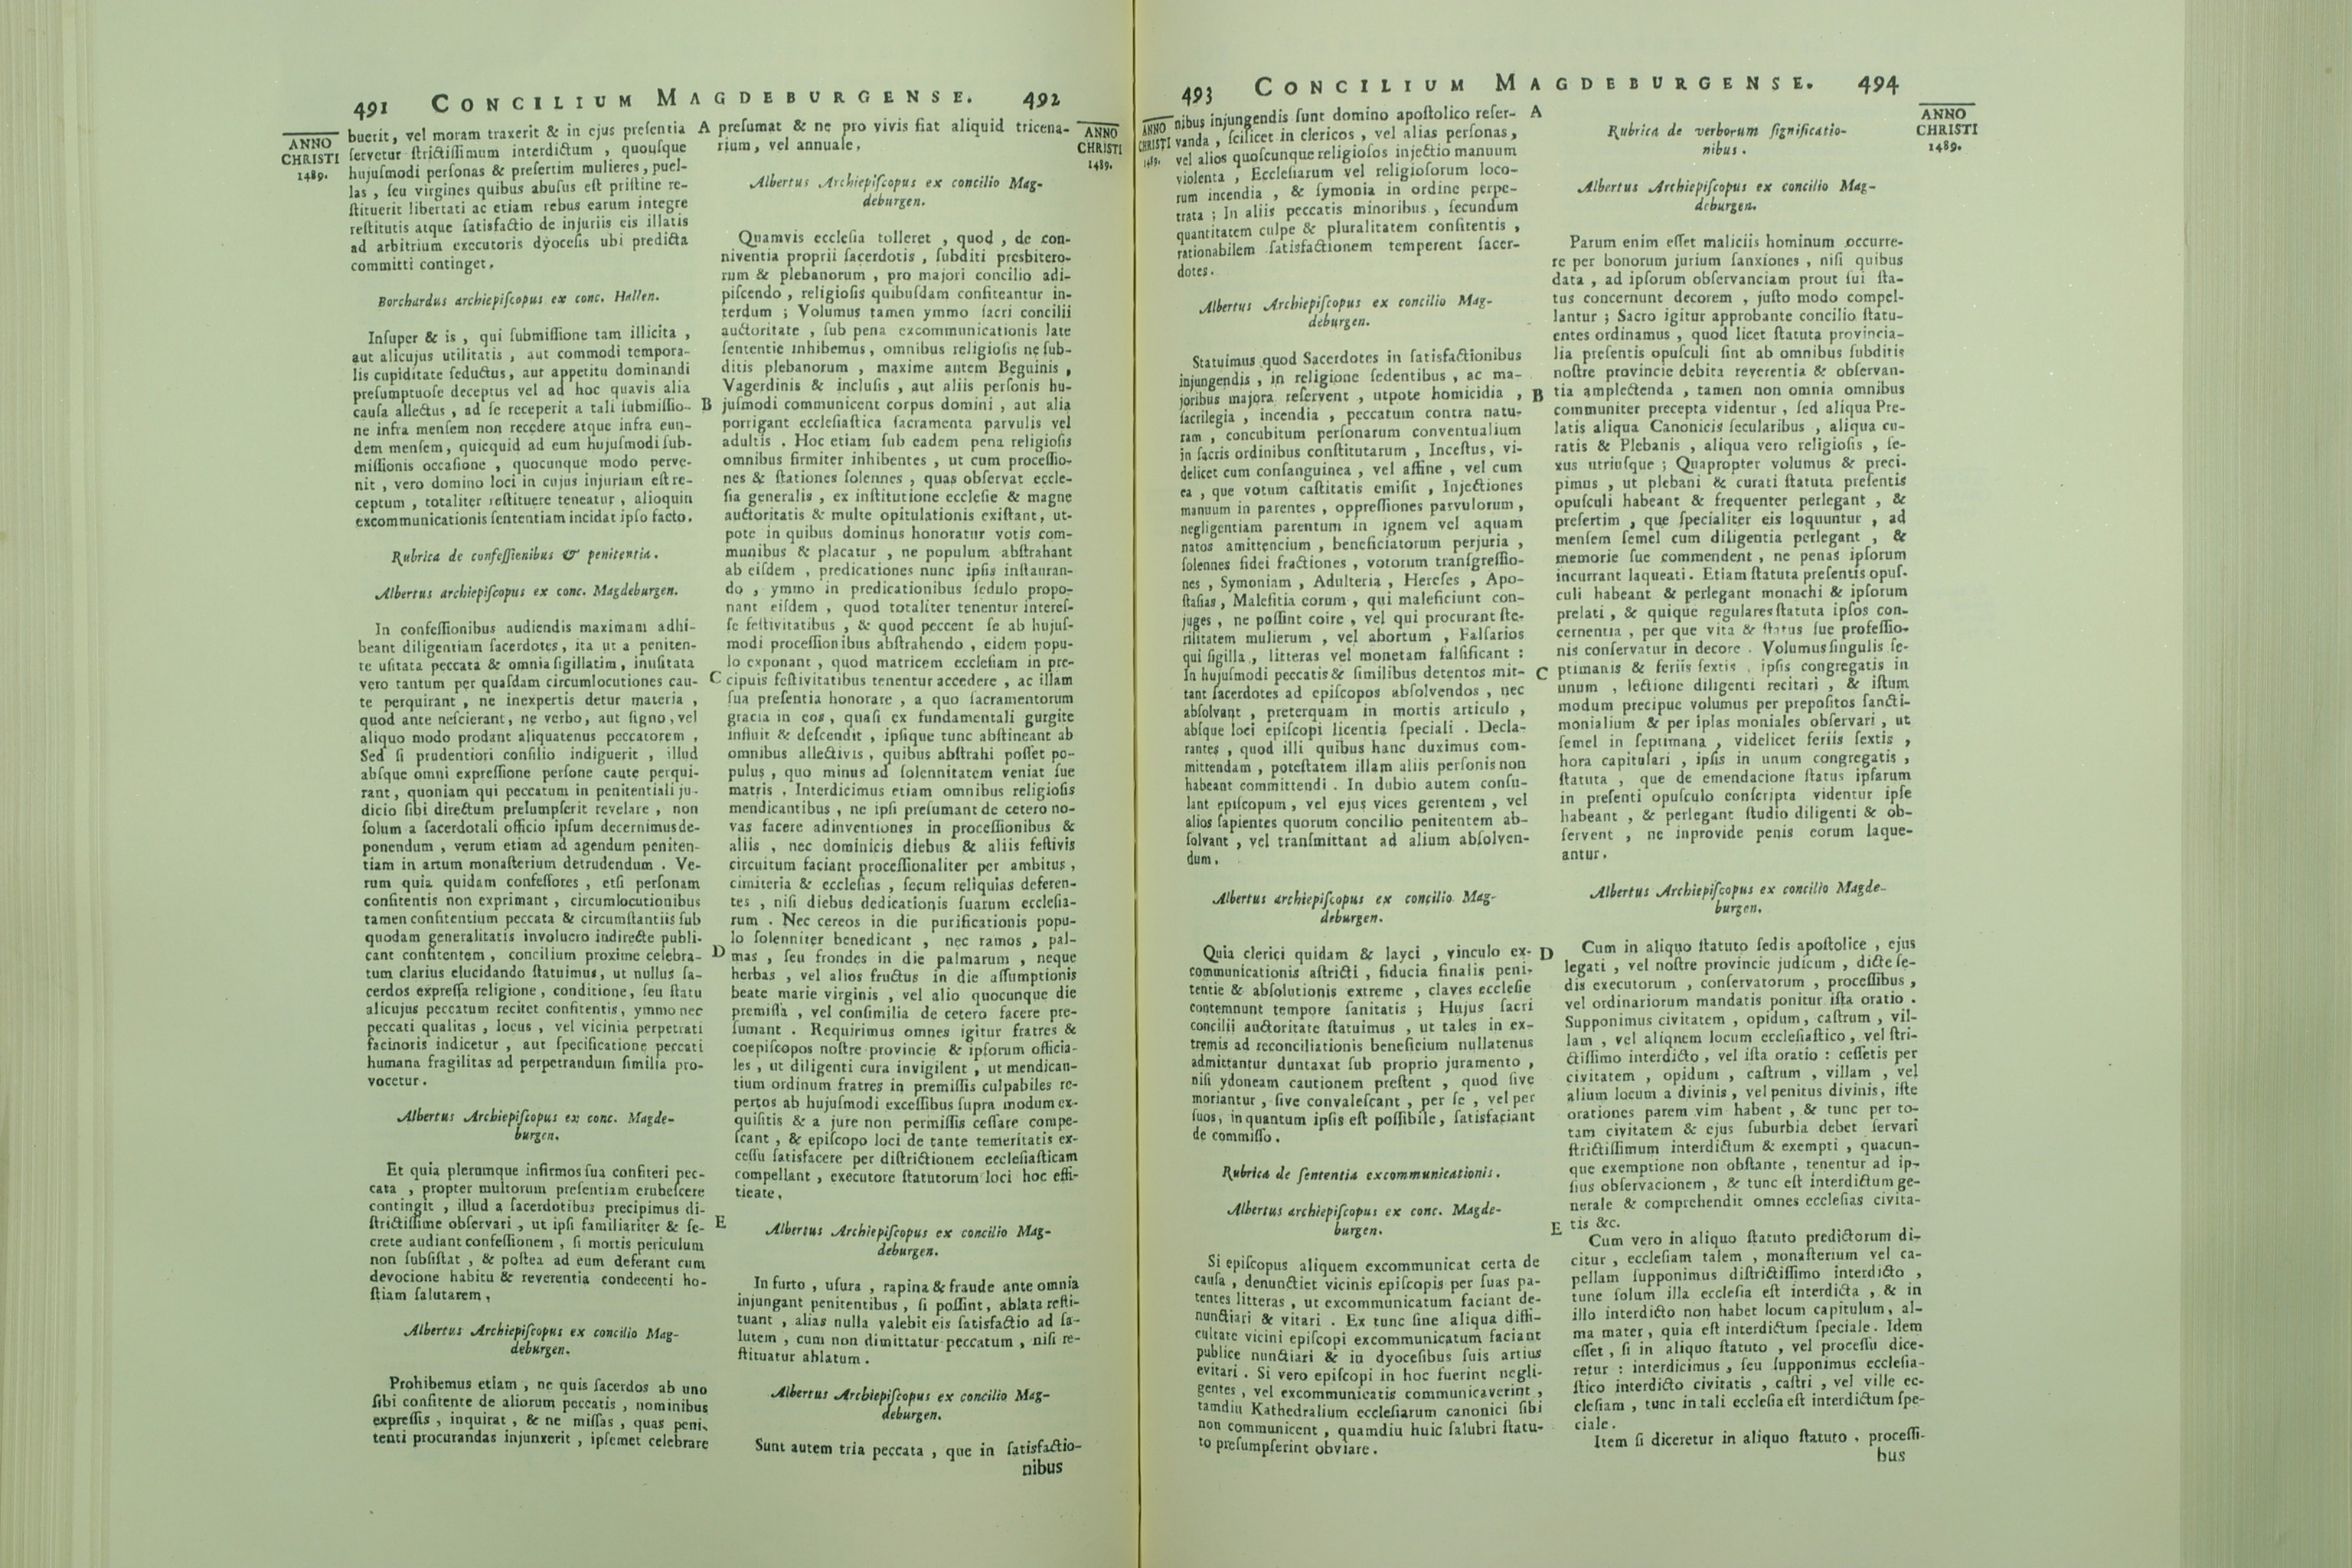 491 CONCILIUM MAGDEBURGENSE. 492
ANNO
CHRISTI
1489.
buerit, vel moram traxerit & in ejus preſentia
ſervetur ſtrictiſſimum interdictum , quouſque
hujuſmodi perſonas & preſertim mulieres, puel-
las , ſeu virgines quibus abuſus eſt priſtine re-
ſtituerit libertati ac etiam rebus earum integre
reſtitutis atque ſatisfactio de injuriis eis illatis
ad arbitrium executoris dyoceſis ubi predicta
committi continget.
Borchardus archiepiſcopus ex conc. Hallen.
Inſuper & is , qui ſubmiſſione tam illicita ,
aut alicujus utilitatis , aut commodi tempora-
lis cupiditate ſeductus, aut appetitu dominandi
preſumptuoſe deceptus vel ad hoc quavis alia
cauſa allectus , ad ſe receperit a tali ſubmiſſio-
ne infra menſem non recedere atque infra eun-
dem menſem, quicquid ad eum hujuſmodi ſub-
miſſionis occaſione , quocunque modo perve-
nit , vero domino loci in cujus injuriam eſt re-
ceptum , totaliter reſtituere teneatur , alioquin
excommunicationis ſententiam incidat ipſo facto.
Rubrica de confeſſienibus & penitentia.
Albertus archiepiſcopus ex conc. Magdeburgen.
In confeſſionibus audiendis maximam adhi-
beant diligentiam ſacerdotes, ita ut a peniten-
te uſitata peccata & omnia ſigillatim, inuſitata
vero tantum per quaſdam circumlocutiones cau-
te perquirant , ne inexpertis detur materia ,
quod ante neſcierant, ne verbo, aut ſigno, vel
aliquo modo prodant aliquatenus peccatorem ,
Sed ſi prudentiori conſilio indiguerit , illud
abſque omni expreſſione perſone caute perqui-
rant, quoniam qui peccatum in penitentiali ju-
dicio ſibi directum preſumpſerit revelare , non
ſolum a ſacerdotali officio ipſum decernimus de-
ponendum , verum etiam ad agendum peniten-
tiam in artum monaſterium detrudendum . Ve-
rum quia quidam confeſſores , etſi perſonam
confitentis non exprimant , circumlocutionibus
tamen confitentium peccata & circumſtantiis ſub
quodam generalitatis involucro indirecte publi-
cant confitentem , concilium proxime celebra-
tum clarius elucidando ſtatuimus, ut nullus ſa-
cerdos expreſſa religione , conditione, ſeu ſtatu
alicujus peccatum recitet confitentis, ymmo nec
peccati qualitas , locus , vel vicinia perpetrati
facinoris indicetur , aut ſpecificatione peccati
humana fragilitas ad perpetrandum ſimilia pro-
vocetur.
Albertus Archiepiſcopus ex conc. Magde-
burgen.
Et quia plerumque infirmos ſua confiteri pec-
cata , propter multorum preſentiam erubeſcere
contingit , illud a ſacerdotibus precipimus di-
ſtrictiſſime obſervari , ut ipſi familiariter & ſe-
crete audiant confeſſionem , ſi mortis periculum
non ſubſiſtat , & poſtea ad eum deferant cum
devocione habitu & reverentia condecenti ho-
ſtiam ſalutarem ,
Albertus Archiepiſcopus ex concilio Mag-
deburgen.
Prohibemus etiam , ne quis ſacerdos ab uno
ſibi confitente de aliorum peccatis , nominibus
expreſſis , inquirat , & ne miſſas , quas peni-
tenti procurandas injunxerit , ipſemet celebrare
A
B
C
D
E
ANNO
CHRISTI
1489.
preſumat & ne pro vivis fiat aliquid tricena-
rium, vel annuale.
Albertus Archiepiſcopus ex concilio Mag-
deburgen.
Quamvis eccleſia tolleret , quod , de con-
niventia proprii ſacerdotis , ſubditi presbitero-
rum & plebanorum , pro majori concilio adi-
piſcendo , religioſis quibuſdam confiteantur in-
terdum ; Volumus tamen ymmo ſacri concilii
auctoritate , ſub pena excommunicationis late
ſententie inhibemus, omnibus religioſis ne ſub-
ditis plebanorum , maxime autem Beguinis ,
Vagerdinis & incluſis , aut aliis perſonis hu-
juſmodi communicent corpus domini , aut alia
porrigant eccleſiaſtica ſacramenta parvulis vel
adultis . Hoc etiam ſub eadem pena religioſis
omnibus firmiter inhibentes , ut cum proceſſio-
nes & ſtationes ſolennes , quas obſervat eccle-
ſia generalis , ex inſtitutione eccleſie & magne
auctoritatis & multe opitulationis exiſtant, ut-
pote in quibus dominus honoratur votis com-
munibus & placatur , ne populum abſtrahant
ab eiſdem , predicationes nunc ipſis inſtauran-
do , ymmo in predicationibus ſedulo propo-
nant eiſdem , quod totaliter tenentur intereſ-
ſe feſtivitatibus , & quod peccent ſe ab hujuſ-
modi proceſſionibus abſtrahendo , eidem popu-
lo exponant , quod matricem eccleſiam in pre-
cipuis feſtivitatibus tenentur accedere , ac illam
ſua preſentia honorare , a quo ſacramentorum
gracia in eos , quaſi ex fundamentali gurgite
influit & deſcendit , ipſique tunc abſtineant ab
omnibus allectivis , quibus abſtrahi poſſet po-
pulus , quo minus ad ſolennitatem veniat ſue
matris . Interdicimus etiam omnibus religioſis
mendicantibus , ne ipſi preſumant de cetero no-
vas facere adinventiones in proceſſionibus &
aliis , nec dominicis diebus & aliis feſtivis
circuitum faciant proceſſionaliter per ambitus ,
cimiteria & eccleſias , ſecum reliquias deferen-
tes , niſi diebus dedicationis ſuarum eccleſia-
rum . Nec cereos in die purificationis popu-
lo ſolenniter benedicant , nec ramos , pal-
mas , ſeu frondes in die palmarum , neque
herbas , vel alios fructus in die aſſumptionis
beate marie virginis , vel alio quocunque die
premiſſa , vel conſimilia de cetero facere pre-
ſumant . Requirimus omnes igitur fratres &
coepiſcopos noſtre provincie & ipſorum officia-
les , ut diligenti cura invigilent , ut mendican-
tium ordinum fratres in premiſſis culpabiles re-
pertos ab hujuſmodi exceſſibus ſupra modum ex-
quiſitis & a jure non permiſſis ceſſare compe-
ſcant , & epiſcopo loci de tante temeritatis ex-
ceſſu ſatisfacere per diſtrictionem eccleſiaſticam
compellant , executore ſtatutorum loci hoc effi-
tieate.
Albertus Archiepiſcopus ex concilio Mag-
deburgen.
In furto , uſura , rapina & fraude ante omnia
injungant penitentibus , ſi poſſint, ablata reſti-
tuant , alias nulla valebit eis ſatisfactio ad ſa-
lutem , cum non dimittatur peccatum , niſi re-
ſtituatur ablatum .
Albertus Archiepiſcopus ex concilio Mag-
deburgen.
Sunt autem tria peccata , que in ſatisfactio-
nibus
493 CONCILIUM MAGDEBURGENSE. 494
ANNO
CHRISTI
1489.
nibus injungendis ſunt domino apoſtolico reſer-
vanda , ſcilicet in clericos , vel alias perſonas ,
vel alios quoſcunque religioſos injectio manuum
violenta , Eccleſiarum vel religioſorum loco-
rum incendia , & ſymonia in ordine perpe-
trata ; In aliis peccatis minoribus , ſecundum
quantitatem culpe & pluralitatem confitentis ,
rationabilem ſatisfactionem temperent ſacer-
dotes.
Albertus Archiepiſcopus ex concilio Mag-
deburgen.
Statuimus quod Sacerdotes in ſatisfactionibus
injungendis , in religione ſedentibus , ac ma-
joribus majora reſervent , utpote homicidia ,
ſacrilegia , incendia , peccatum contra natu-
ram , concubitum perſonarum conventualium
in ſacris ordinibus conſtitutarum , Inceſtus, vi-
delicet cum conſanguinea , vel affine , vel cum
ea , que votum caſtitatis emiſit , Injectiones
manuum in parentes , oppreſſiones parvulorum ,
negligentiam parentum in ignem vel aquam
natos amittencium , beneficiatorum perjuria ,
ſolennes fidei fractiones , votorum tranſgreſſio-
nes , Symoniam , Adulteria , Hereſes , Apo-
ſtaſias , Malefitia eorum , qui maleficiunt con-
juges , ne poſſint coire , vel qui procurant ſte-
rilitatem mulierum , vel abortum , Falſarios
qui ſigilla , litteras vel monetam falſificant :
In hujuſmodi peccatis & ſimilibus detentos mit-
tant ſacerdotes ad epiſcopos abſolvendos , nec
abſolvant , preterquam in mortis articulo ,
abſque loci epiſcopi licentia ſpeciali . Decla-
rantes , quod illi quibus hanc duximus com-
mittendam , poteſtatem illam aliis perſonis non
habeant committendi . In dubio autem conſu-
lant epiſcopum , vel ejus vices gerentem , vel
alios ſapientes quorum concilio penitentem ab-
ſolvant , vel tranſmittant ad alium abſolven-
dum.
Albertus archiepiſcopus ex concilio Mag-
deburgen.
Quia clerici quidam & layci , vinculo ex-
communicationis aſtricti , fiducia finalis peni-
tentie & abſolutionis extreme , claves eccleſie
contemnunt tempore ſanitatis ; Hujus ſacri
concilii auctoritate ſtatuimus , ut tales in ex-
tremis ad reconciliationis beneficium nullatenus
admittantur duntaxat ſub proprio juramento ,
niſi ydoneam cautionem preſtent , quod ſive
moriantur , ſive convaleſcant , per ſe , vel per
ſuos, in quantum ipſis eſt poſſibile, ſatisfaciant
de commiſſo.
Rubrica de ſententia excommunicationis.
Albertus archiepiſcopus ex conc. Magde-
burgen.
Si epiſcopus aliquem excommunicat certa de
cauſa , denunctiet vicinis epiſcopis per ſuas pa-
tentes litteras , ut excommunicatum faciant de-
nunctiari & vitari . Ex tunc ſine aliqua diffi-
cultate vicini epiſcopi excommunicatum faciant
publice nunctiari & in dyoceſibus ſuis artius
evitari . Si vero epiſcopi in hoc fuerint negli-
gentes , vel excommunicatis communicaverint ,
tamdiu Kathedralium eccleſiarum canonici ſibi
non communicent , quamdiu huic ſalubri ſtatu-
to preſumpſerint obviare.
A
B
C
D
E
ANNO
CHRISTI
1489.
Rubrica de verborum ſignificatio-
nibus.
Albertus Archiepiſcopus ex concilio Mag-
deburgen.
Parum enim eſſet maliciis hominum occurre-
re per bonorum jurium ſanxiones , niſi quibus
data , ad ipſorum obſervanciam prout ſui ſta-
tus concernunt decorem , juſto modo compel-
lantur ; Sacro igitur approbante concilio ſtatu-
entes ordinamus , quod licet ſtatuta provincia-
lia preſentis opuſculi ſint ab omnibus ſubditis
noſtre provincie debita reverentia & obſervan-
tia amplectenda , tamen non omnia omnibus
communiter precepta videntur , ſed aliqua Pre-
latis aliqua Canonicis ſecularibus , aliqua cu-
ratis & Plebanis , aliqua vero religioſis , ſe-
xus utriuſque ; Quapropter volumus & preci-
pimus , ut plebani & curati ſtatuta preſentis
opuſculi habeant & frequenter perlegant , &
preſertim , que ſpecialiter eis loquuntur , ad
menſem ſemel cum diligentia perlegant , &
memorie ſue commendent , ne penas ipſorum
incurrant laqueati . Etiam ſtatuta preſentis opuſ-
culi habeant & perlegant monachi & ipſorum
prelati , & quique regulares ſtatuta ipſos con-
cernentia , per que vita & ſtatus ſue profeſſio-
nis conſervatur in decore . Volumus ſingulis ſe-
ptimanis & feriis ſextis , ipſis congregatis in
unum , lectione diligenti recitari , & iſtum
modum precipue volumus per prepoſitos ſancti-
monialium & per ipſas moniales obſervari , ut
ſemel in ſeptimana , videlicet feriis ſextis ,
hora capitulari , ipſis in unum congregatis ,
ſtatuta , que de emendacione ſtatus ipſarum
in preſenti opuſculo conſcripta videntur ipſe
habeant , & perlegant ſtudio diligenti & ob-
ſervent , ne inprovide penis eorum laque-
antur.
Albertus Archiepiſcopus ex concilio Magde-
burgen.
Cum in aliquo ſtatuto ſedis apoſtolice , ejus
legati , vel noſtre provincie judicum , dicte ſe-
dis executorum , conſervatorum , proceſſibus ,
vel ordinariorum mandatis ponitur iſta oratio .
Supponimus civitatem , opidum, caſtrum , vil-
lam , vel aliqnem locum eccleſiaſtico , vel ſtri-
ctiſſimo interdicto , vel iſta oratio : ceſſetis per
civitatem , opidum , caſtrum , villam , vel
alium locum a divinis , vel penitus divinis, iſte
orationes parem vim habent , & tunc per to-
tam civitatem & ejus ſuburbia debet ſervari
ſtrictiſſimum interdictum & exempti , quacun-
que exemptione non obſtante , tenentur ad ip-
ſius obſervacionem , & tunc eſt interdictum ge-
nerale & comprehendit omnes eccleſias civita-
tis &c.
Cum vero in aliquo ſtatuto predictorum di-
citur , eccleſiam talem , monaſterium vel ca-
pellam ſupponimus diſtrictiſſimo interdicto ,
tunc ſolum illa eccleſia eſt interdicta , & in
illo interdicto non habet locum capitulum, al-
ma mater, quia eſt interdictum ſpeciale. Idem
eſſet , ſi in aliquo ſtatuto , vel proceſſu dice-
retur : interdicimus , ſeu ſupponimus eccleſia-
ſtico interdicto civitatis , caſtri , vel ville ec-
cleſiam , tunc in tali eccleſia eſt interdictum ſpe-
ciale.
Item ſi diceretur in aliquo ſtatuto , proceſſi-
bus
ANNO
CHRISTI
1489.